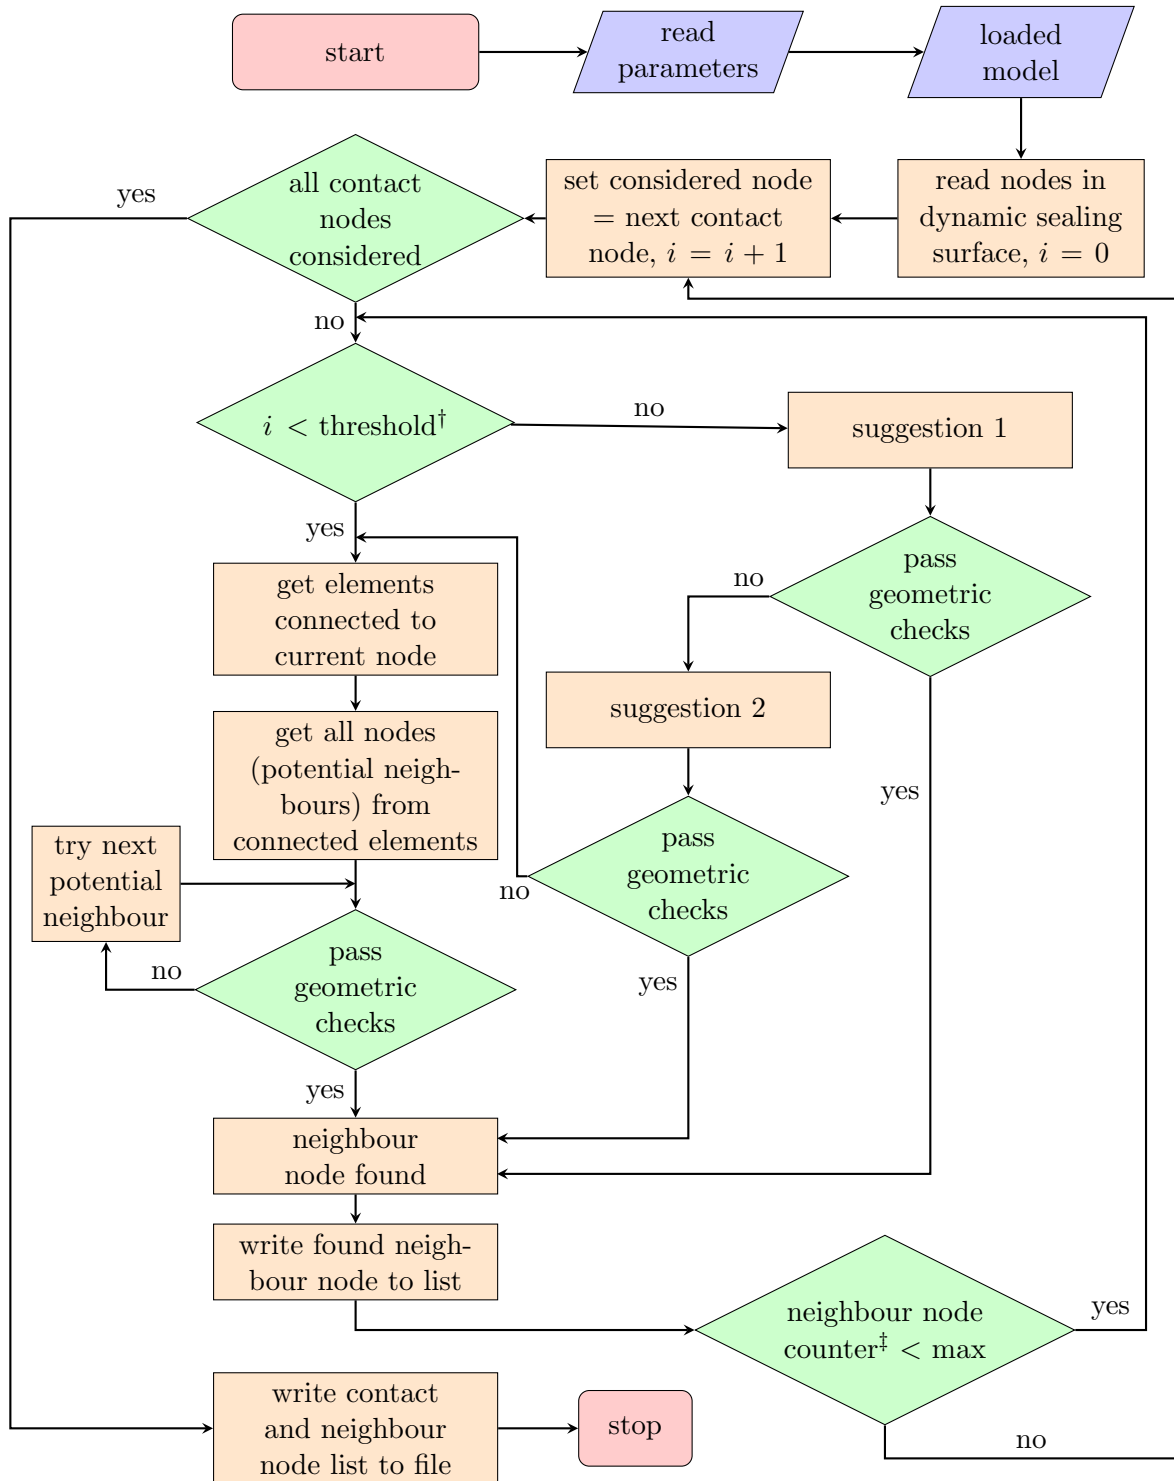 start
read
parameters
loaded
model
yes
all contact
nodes
considered
set considered node
= next contact
node, i = i + 1
read nodes in
dynamic sealing
surface, i = 0
no
i < threshold†
no
suggestion 1
yes
get elements
connected to
current node
no
pass
geometric
checks
suggestion 2
get all nodes
(potential neigh-
bours) from
connected elements
yes
try next
potential
neighbour
pass
geometric
checks
no
no
pass
geometric
checks
yes
yes
neighbour
node found
write found neigh-
bour node to list
neighbour node
counter‡ < max
yes
write contact
and neighbour
node list to file
stop
no